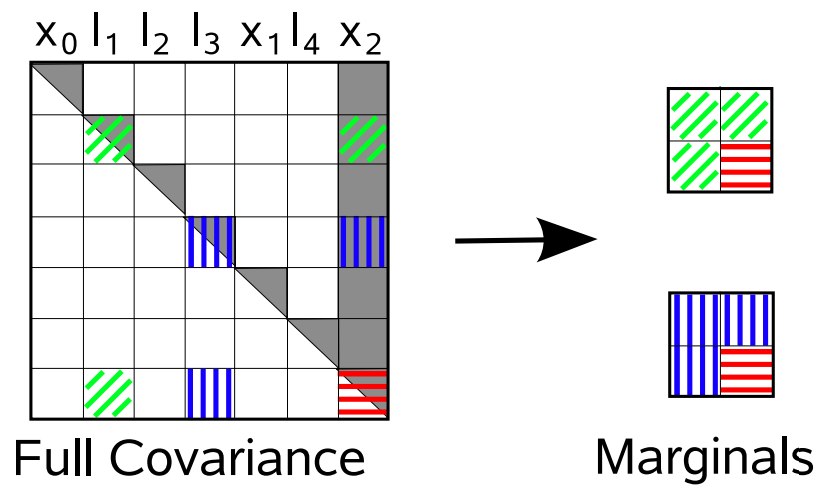 x₀ l₁ l₂ l₃ x₁ l₄ x₂
Full Covariance
Marginals